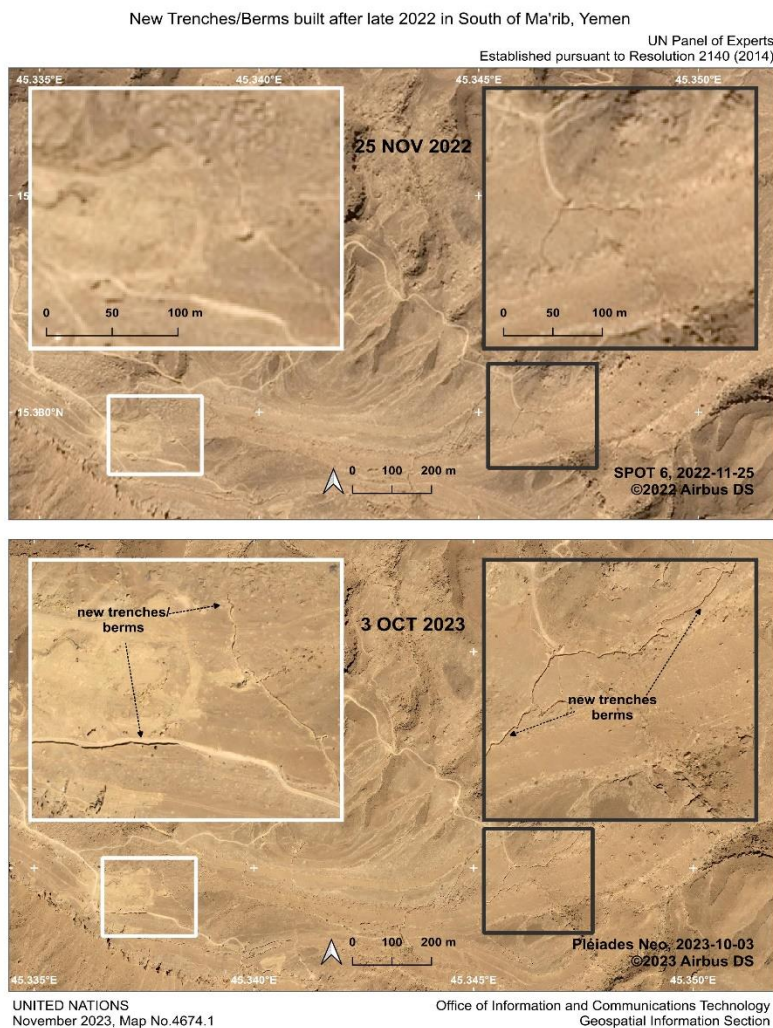 New Trenches/Berms built after late 2022 in South of Ma'rib, Yemen
UN Panel of Experts
Established pursuant to Resolution 2140 (2014)
45.335°E
45.340°E
45.345°E
45.350°E
25 NOV 2022
15.
0 50 100 m
0 50 100 m
15.380°N
0 100 200 m
SPOT 6, 2022-11-25
©2022 Airbus DS
new trenches/
berms
3 OCT 2023
new trenches
berms
0 100 200 m
Pléiades Neo, 2023-10-03
©2023 Airbus DS
45.335°E
45.340°E
45.345°E
45.350°E
UNITED NATIONS
November 2023, Map No.4674.1
Office of Information and Communications Technology
Geospatial Information Section